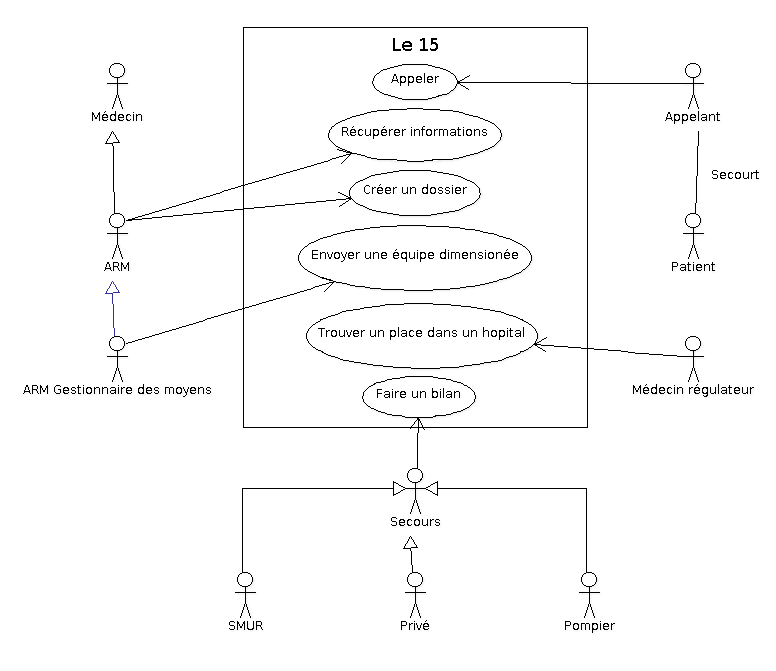 Le 15
Appeler
Médecin
Appelant
Récupérer informations
Secourt
Créer un dossier
ARM
Patient
Envoyer une équipe dimensionée
Trouver un place dans un hopital
ARM Gestionnaire des moyens
Médecin régulateur
Faire un bilan
Secours
SMUR
Privé
Pompier